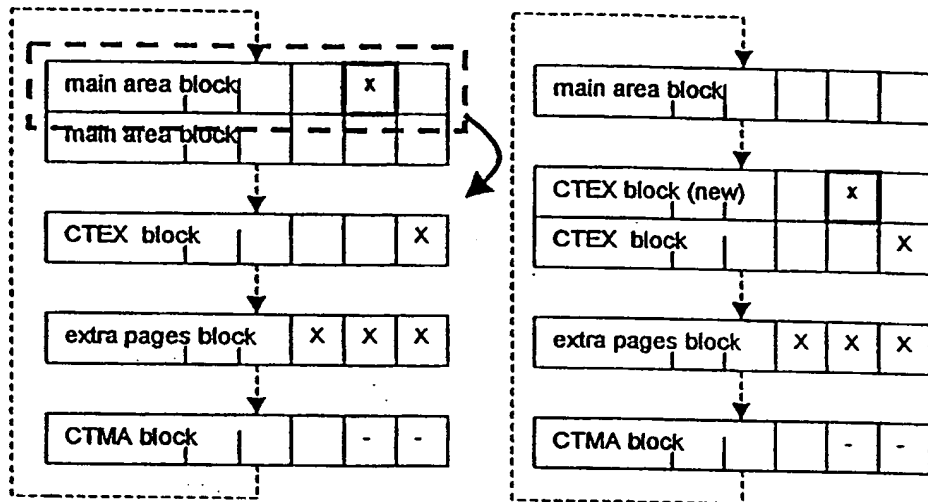 main area block x
main area block
CTEX block X
extra pages block X X X
CTMA block - -
main area block
CTEX block (new) x
CTEX block X
extra pages block X X X
CTMA block - -